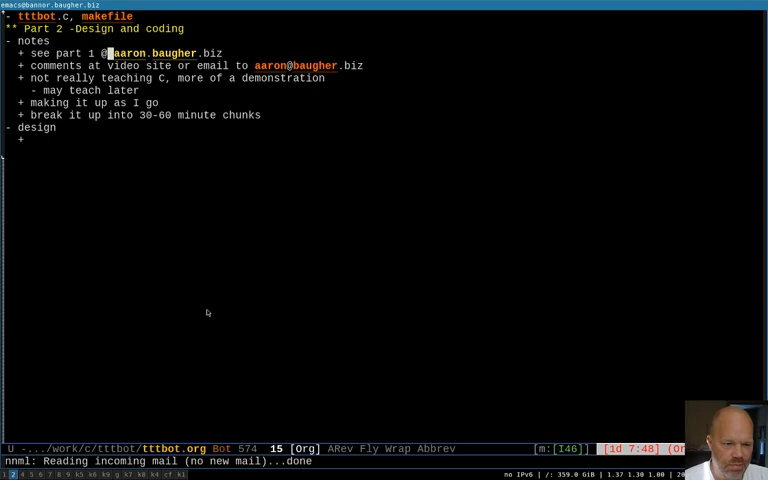 emacs@bannor.baugher.biz
- tttbot.c, makefile
** Part 2 -Design and coding
- notes
+ see part 1 @ aaron.baugher.biz
+ comments at video site or email to aaron@baugher.biz
+ not really teaching C, more of a demonstration
- may teach later
+ making it up as I go
+ break it up into 30-60 minute chunks
- design
+
U -.../work/c/tttbot/tttbot.org Bot 574 15 [Org] ARev Fly Wrap Abbrev [m:[I46]] [1d 7:48] (Or
nnml: Reading incoming mail (no new mail)...done
1 2 4 5 6 7 8 9 k5 k6 k9 g k7 k8 k4 cf k1 no IPv6 | /: 359.0 GiB | 1.37 1.30 1.00 | 20